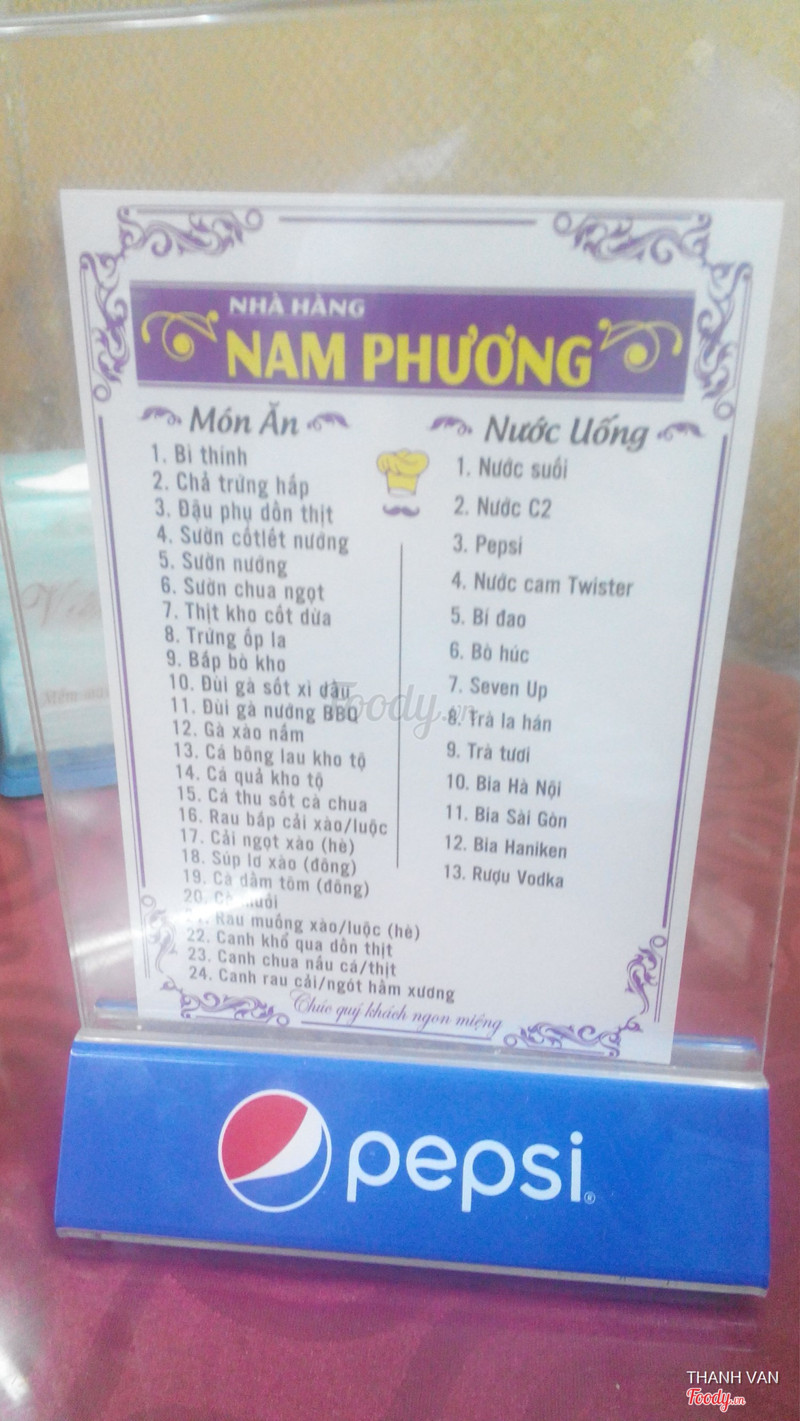 NHÀ HÀNG
NAM PHƯƠNG
Món Ăn
1. Bì thính
2. Chả trứng hấp
3. Đậu phụ dồn thịt
4. Sườn cốtlết nướng
5. Sườn nướng
6. Sườn chua ngọt
7. Thịt kho cốt dừa
8. Trứng ốp la
9. Bắp bò kho
10. Đùi gà sốt xì dầu
11. Đùi gà nướng BBQ
12. Gà xào nấm
13. Cá bông lau kho tộ
14. Cá quả kho tộ
15. Cá thu sốt cà chua
16. Rau bắp cải xào/luộc
17. Cải ngọt xào (hè)
18. Súp lơ xào (đông)
19. Cà dầm tôm (đông)
20. Cà muối
21. Rau muống xào/luộc (hè)
22. Canh khổ qua dồn thịt
23. Canh chua nấu cá/thịt
24. Canh rau cải/ngót hầm xương
Nước Uống
1. Nước suối
2. Nước C2
3. Pepsi
4. Nước cam Twister
5. Bí đao
6. Bò húc
7. Seven Up
8. Trà la hán
9. Trà tươi
10. Bia Hà Nội
11. Bia Sài Gòn
12. Bia Haniken
13. Rượu Vodka
Chúc quý khách ngon miệng
Foody.vn
pepsi
THANH VAN
Foody.vn